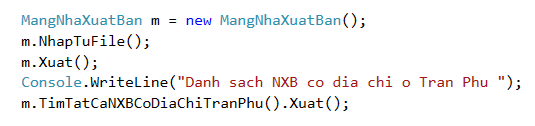 MangNhaXuatBan m = new MangNhaXuatBan();
m.NhapTuFile();
m.Xuat();
Console.WriteLine("Danh sach NXB co dia chi o Tran Phu ");
m.TimTatCaNXBCoDiaChiTranPhu().Xuat();